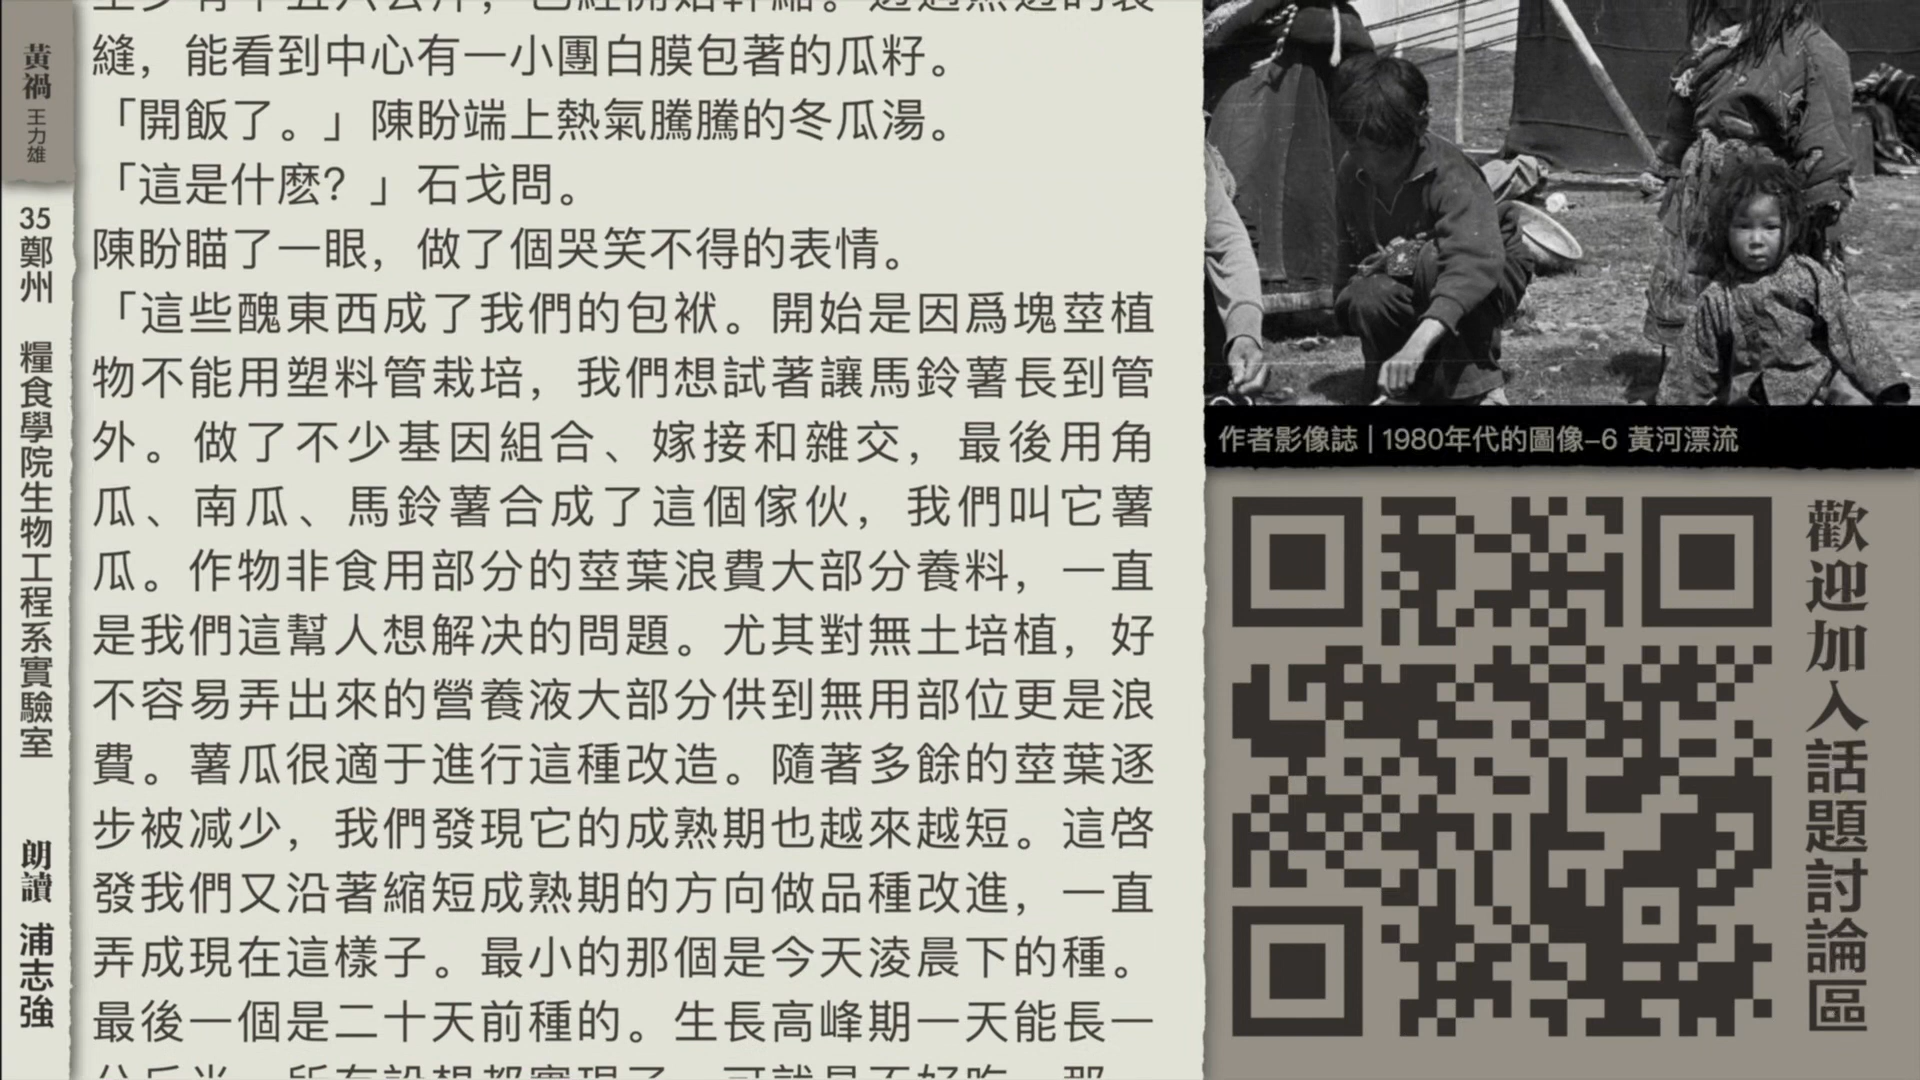 黃禍 王力雄
35 鄭州 糧食學院生物工程系實驗室
朗讀 浦志強
縫，能看到中心有一小團白膜包著的瓜籽。
「開飯了。」陳盼端上熱氣騰騰的冬瓜湯。
「這是什麽？」石戈問。
陳盼瞄了一眼，做了個哭笑不得的表情。
「這些醜東西成了我們的包袱。開始是因爲塊莖植
物不能用塑料管栽培，我們想試著讓馬鈴薯長到管
外。做了不少基因組合、嫁接和雜交，最後用角
瓜、南瓜、馬鈴薯合成了這個傢伙，我們叫它薯
瓜。作物非食用部分的莖葉浪費大部分養料，一直
是我們這幫人想解決的問題。尤其對無土培植，好
不容易弄出來的營養液大部分供到無用部位更是浪
費。薯瓜很適于進行這種改造。隨著多餘的莖葉逐
步被减少，我們發現它的成熟期也越來越短。這啓
發我們又沿著縮短成熟期的方向做品種改進，一直
弄成現在這樣子。最小的那個是今天淩晨下的種。
最後一個是二十天前種的。生長高峰期一天能長一
作者影像誌 | 1980年代的圖像–6 黃河漂流
歡迎加入話題討論區